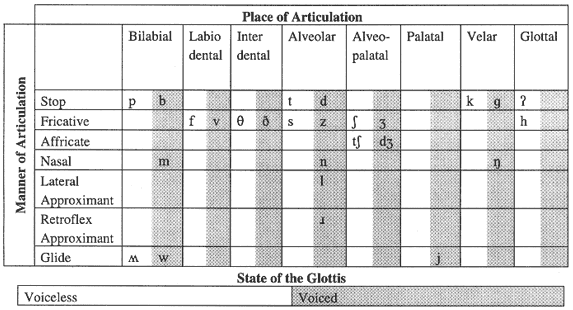 Place of Articulation
Manner of Articulation
Bilabial Labio dental Inter dental Alveolar Alveo-palatal Palatal Velar Glottal
Stop p b t d k g ʔ
Fricative f v θ ð s z ʃ ʒ h
Affricate tʃ dʒ
Nasal m n ŋ
Lateral Approximant l
Retroflex Approximant ɹ
Glide ʍ w j
State of the Glottis
Voiceless Voiced